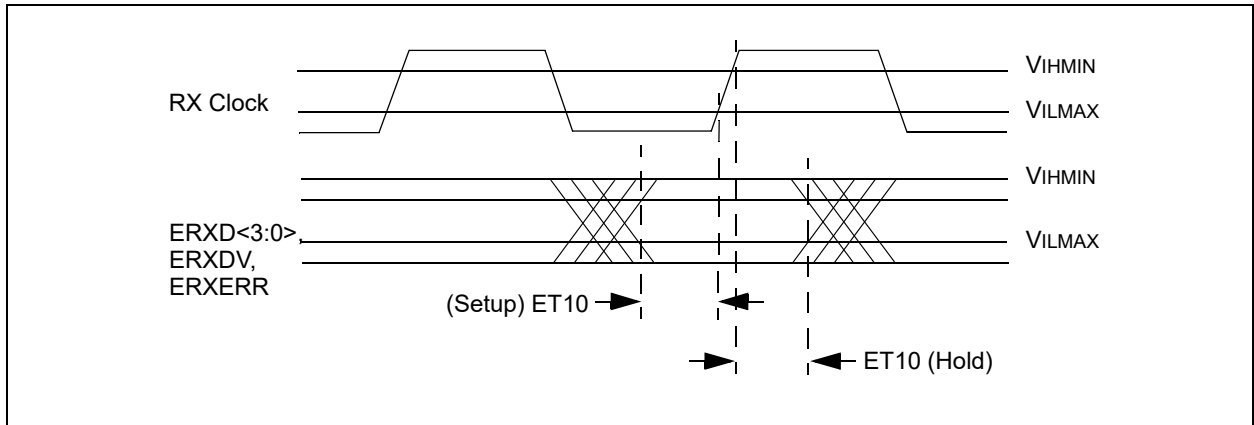 VIHMIN
RX Clock
VILMAX
VIHMIN
ERXD<3:0>,
VILMAX
ERXDV,
ERXERR
(Setup) ET10
ET10 (Hold)